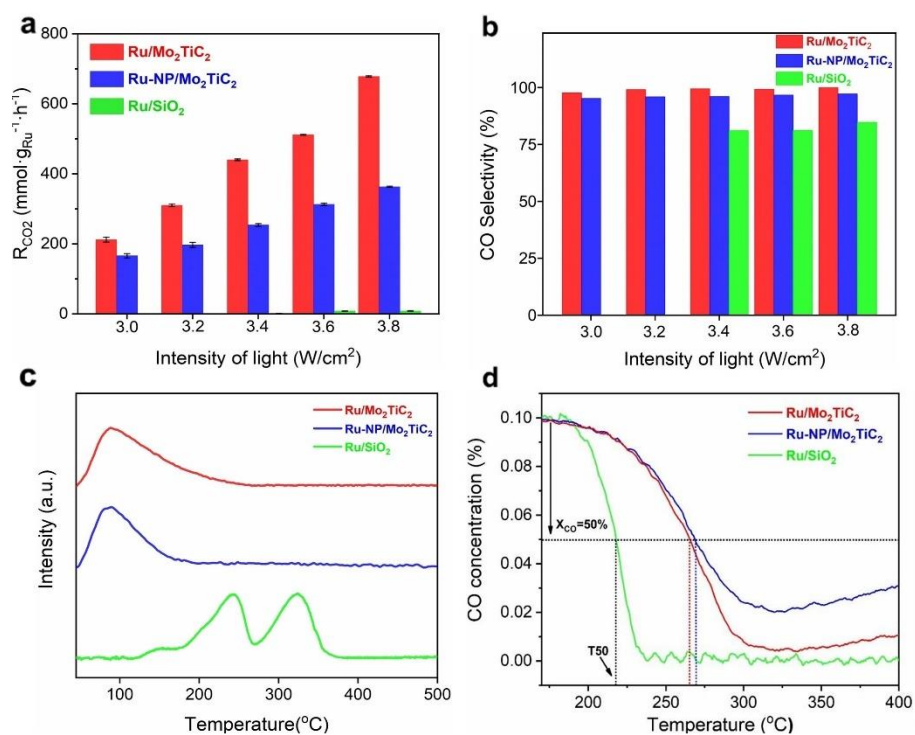 a
Ru/Mo₂TiC₂
Ru-NP/Mo₂TiC₂
Ru/SiO₂
R_CO2 (mmol·g_Ru⁻¹·h⁻¹)
800
600
400
200
0
3.0 3.2 3.4 3.6 3.8
Intensity of light (W/cm²)
b
Ru/Mo₂TiC₂
Ru-NP/Mo₂TiC₂
Ru/SiO₂
CO Selectivity (%)
100
75
50
25
0
3.0 3.2 3.4 3.6 3.8
Intensity of light (W/cm²)
c
Ru/Mo₂TiC₂
Ru-NP/Mo₂TiC₂
Ru/SiO₂
Intensity (a.u.)
100 200 300 400 500
Temperature(°C)
d
Ru/Mo₂TiC₂
Ru-NP/Mo₂TiC₂
Ru/SiO₂
CO concentration (%)
0.10
0.08
0.06
0.04
0.02
0.00
X_CO=50%
T50
200 250 300 350 400
Temperature (°C)